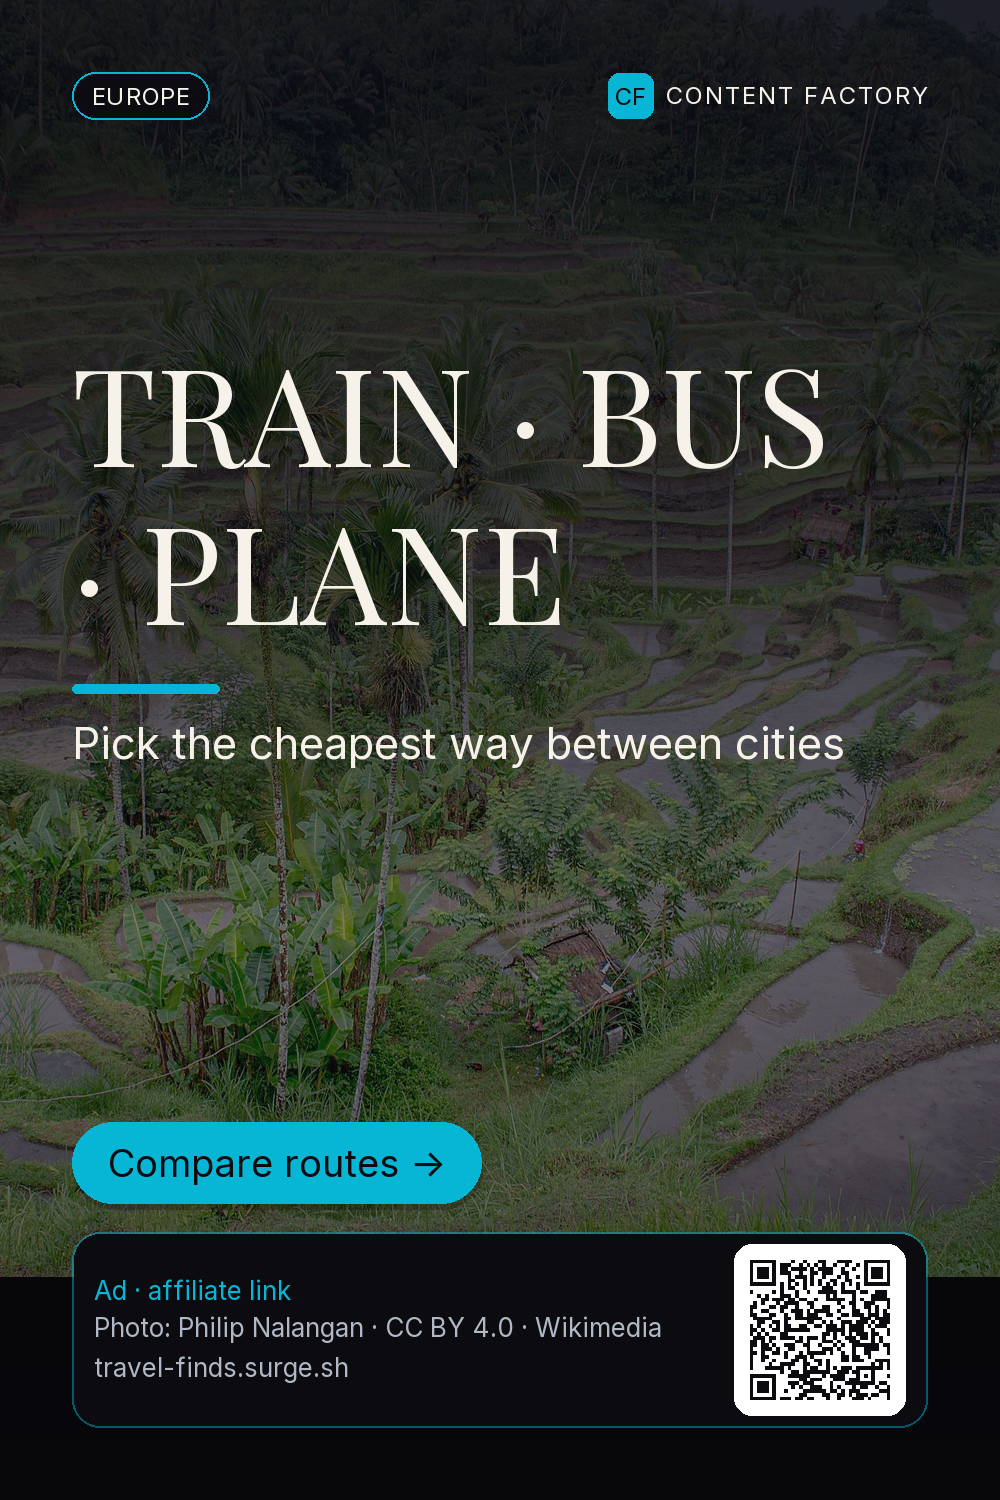 EUROPE
CF CONTENT FACTORY
TRAIN · BUS
· PLANE
Pick the cheapest way between cities
Compare routes →
Ad · affiliate link
Photo: Philip Nalangan · CC BY 4.0 · Wikimedia
travel-finds.surge.sh